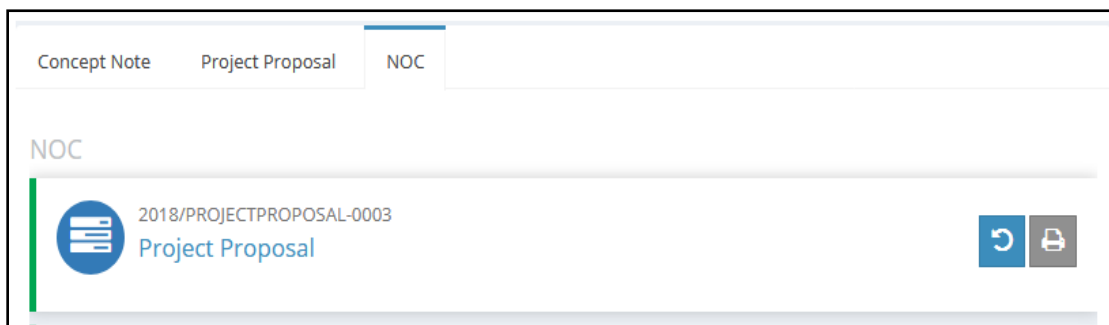 Concept Note Project Proposal NOC
NOC
2018/PROJECTPROPOSAL-0003
Project Proposal